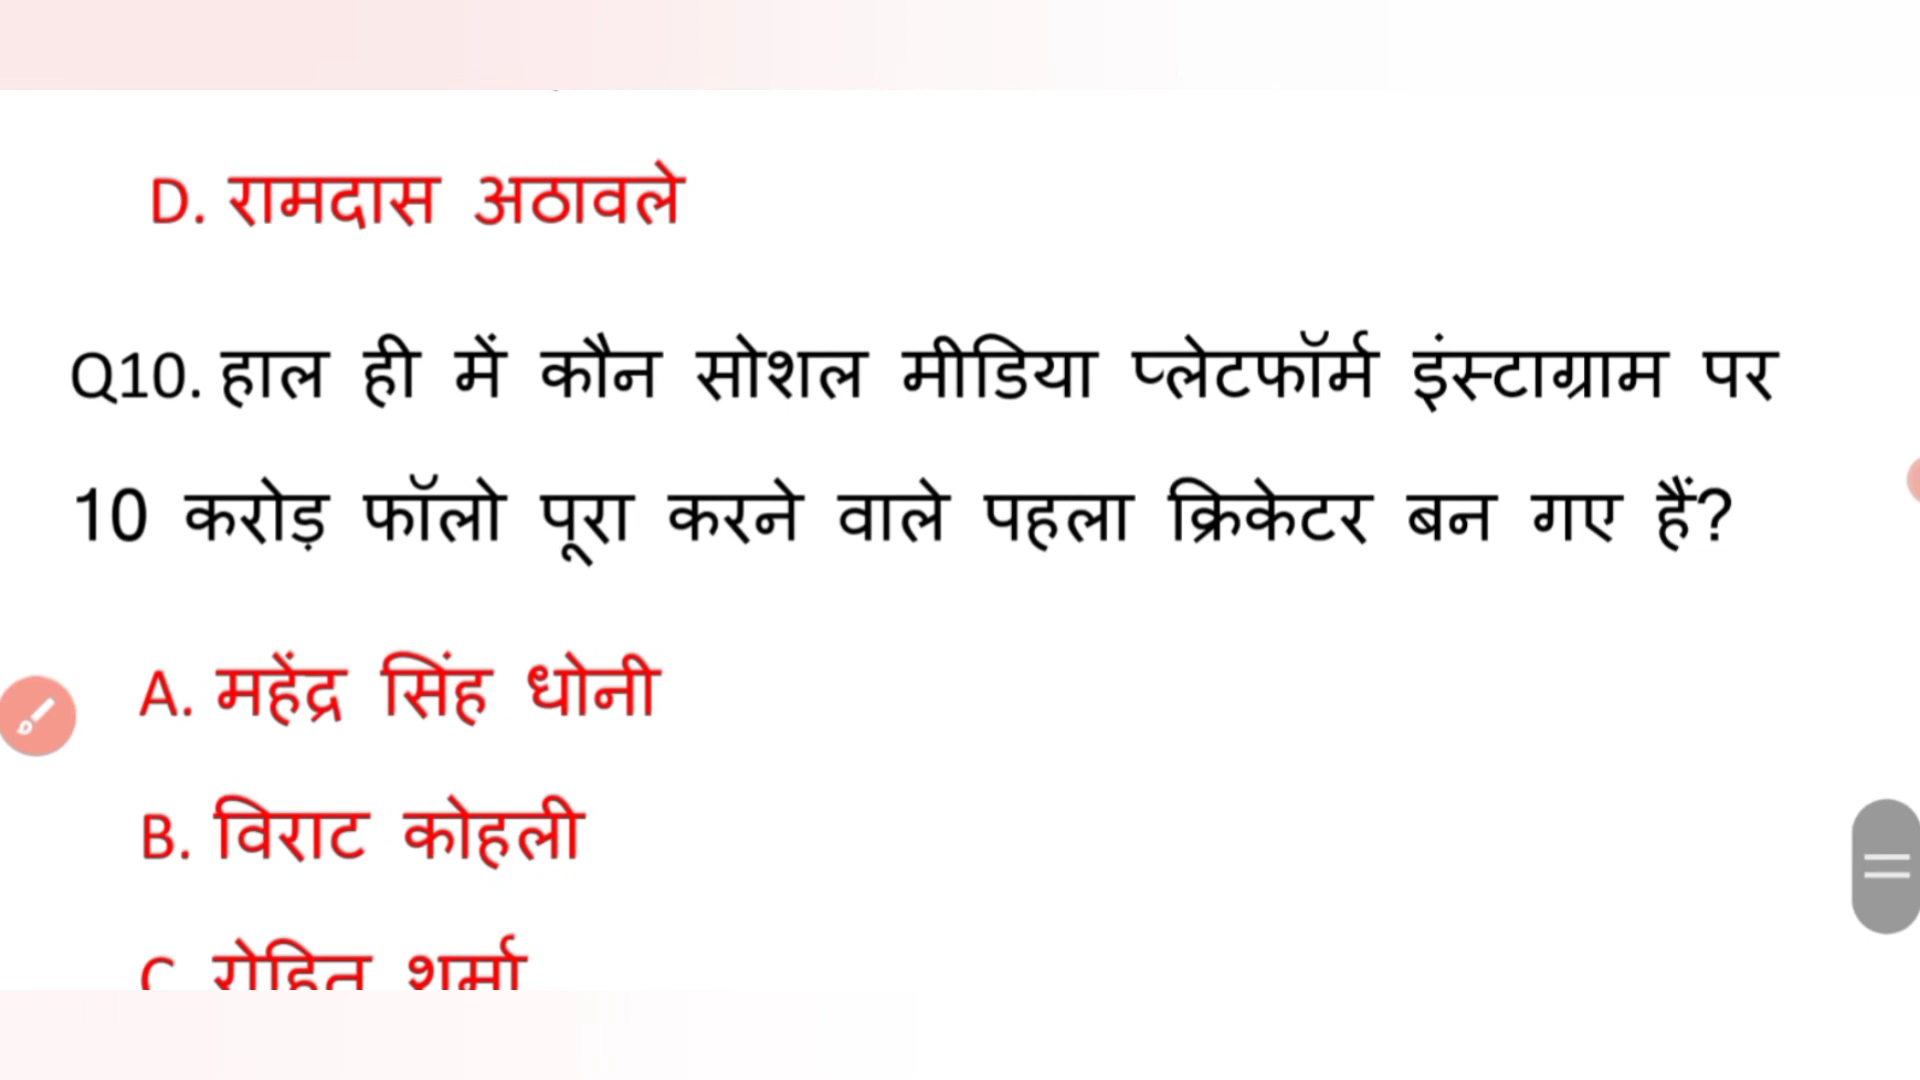 D. रामदास अठावले
Q10. हाल ही में कौन सोशल मीडिया प्लेटफॉर्म इंस्टाग्राम पर
10 करोड़ फॉलो पूरा करने वाले पहला क्रिकेटर बन गए हैं?
A. महेंद्र सिंह धोनी
B. विराट कोहली
C रोहित शर्मा